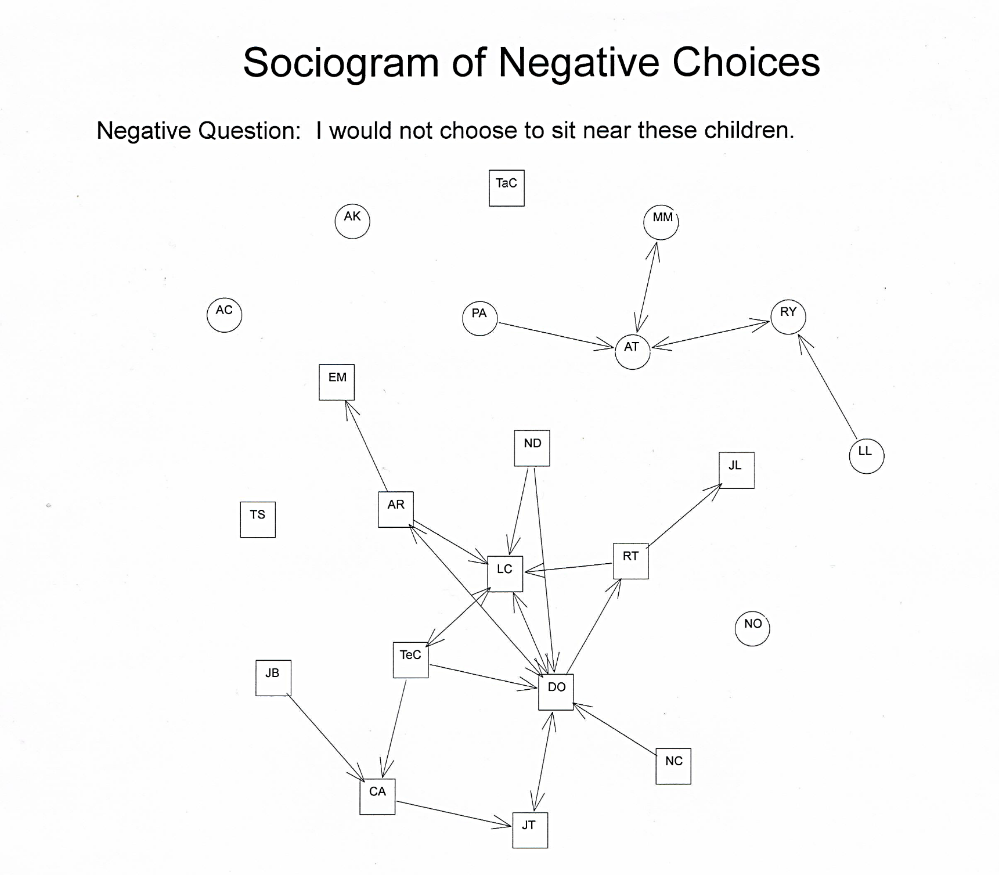 Sociogram of Negative Choices
Negative Question:  I would not choose to sit near these children.
TaC
AK
MM
AC
PA
RY
AT
EM
ND
LL
JL
AR
TS
RT
LC
NO
TeC
JB
DO
NC
CA
JT